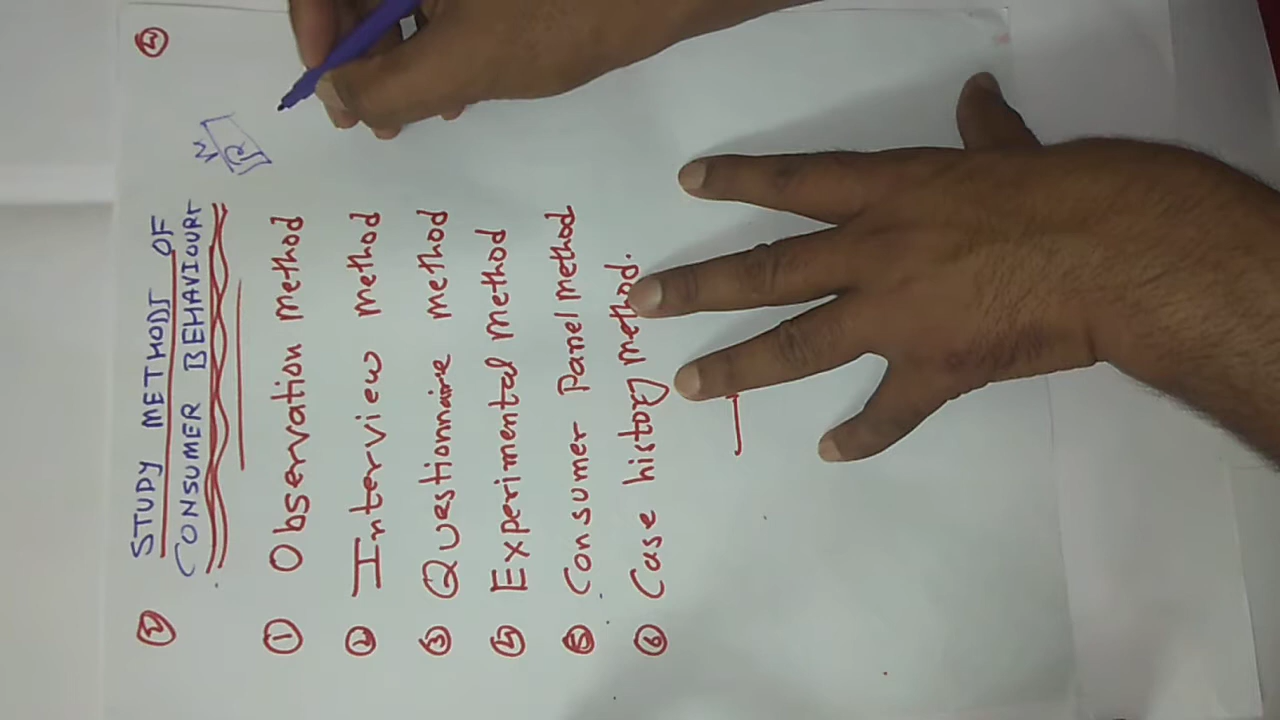 STUDY METHODS OF
CONSUMER BEHAVIOUR
① Observation method
② Interview method
③ Questionnaire method
④ Experimental method
⑤ Consumer Panel method
⑥ Case history method.